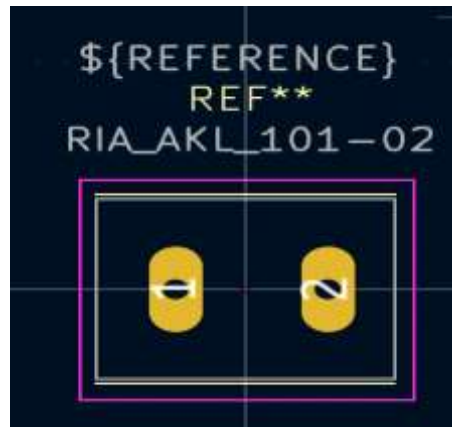 ${REFERENCE}
REF**
RIA_AKL_101-02
1
2